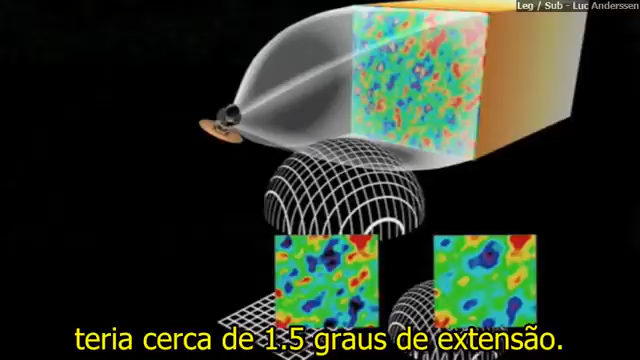 Leg / Sub - Luc Anderssen
teria cerca de 1.5 graus de extensão.